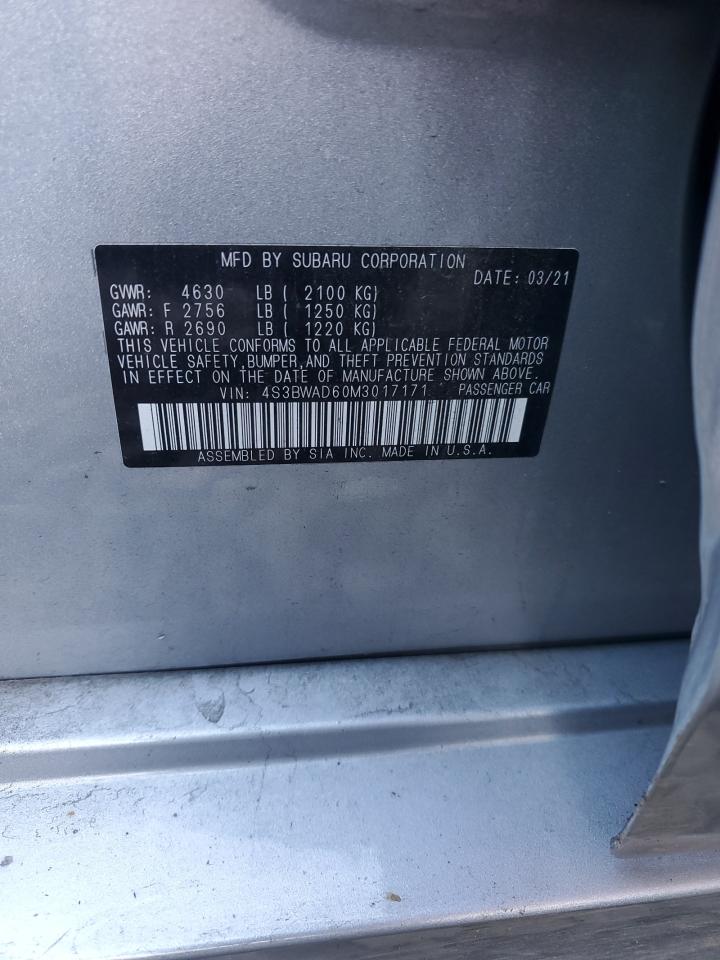 MFD BY SUBARU CORPORATION
DATE: 03/21
GVWR: 4630 LB ( 2100 KG)
GAWR: F 2756 LB ( 1250 KG)
GAWR: R 2690 LB ( 1220 KG)
THIS VEHICLE CONFORMS TO ALL APPLICABLE FEDERAL MOTOR
VEHICLE SAFETY,BUMPER,AND THEFT PREVENTION STANDARDS
IN EFFECT ON THE DATE OF MANUFACTURE SHOWN ABOVE.
VIN: 4S3BWAD60M3017171 PASSENGER CAR
ASSEMBLED BY SIA INC. MADE IN U.S.A.